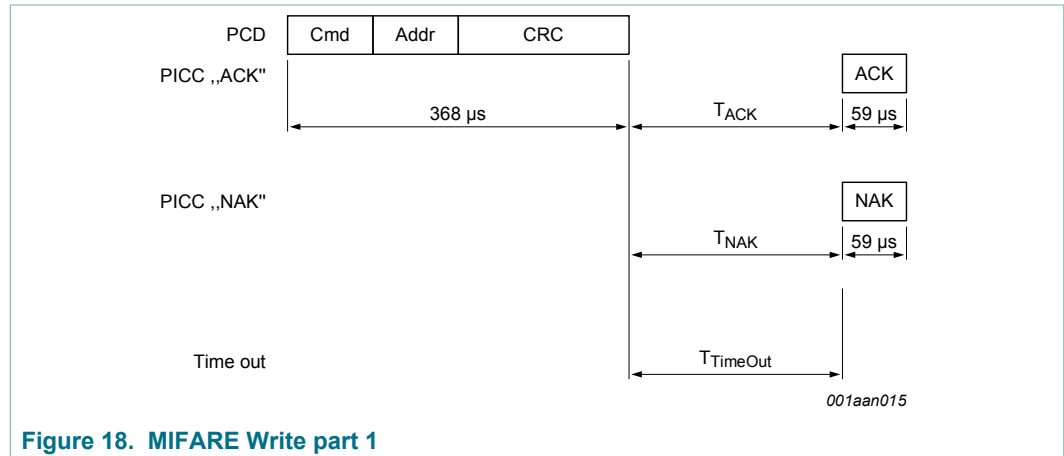 PCD Cmd Addr CRC
PICC ,,ACK" ACK
368 µs TACK 59 µs
PICC ,,NAK" NAK
TNAK 59 µs
Time out TTimeOut
001aan015
Figure 18. MIFARE Write part 1